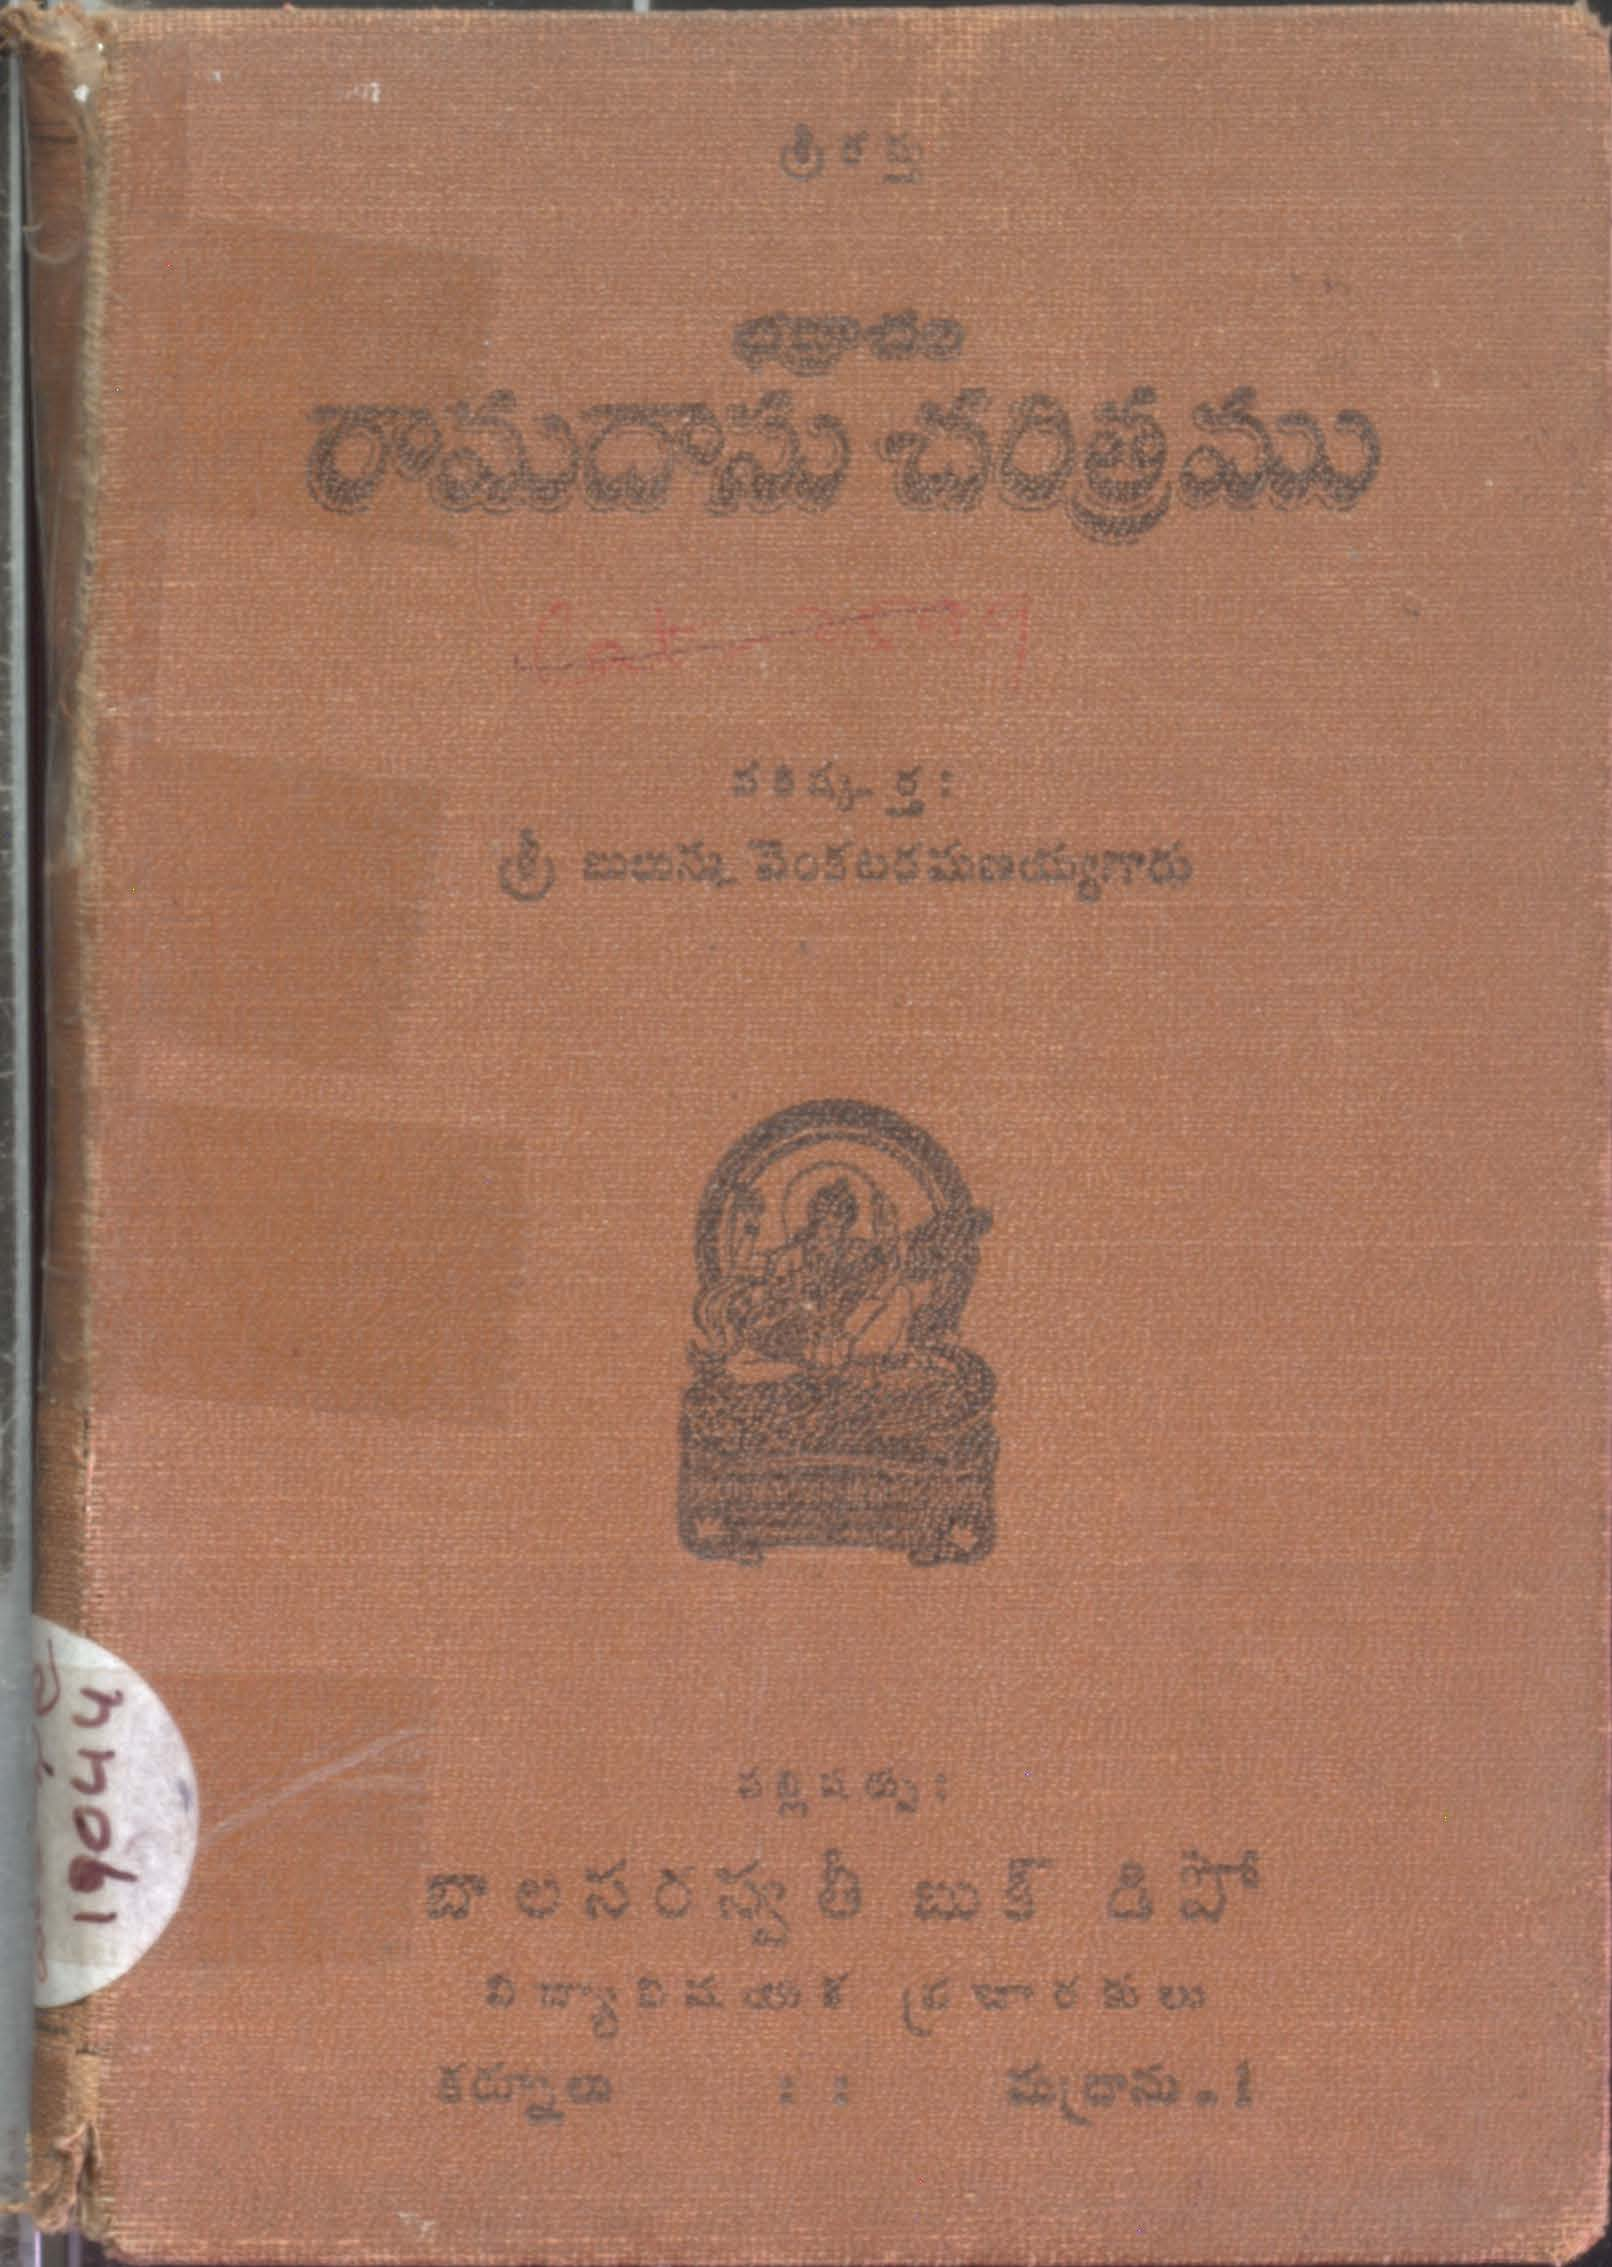 శ్రీరస్తు
భద్రాచల
రామదాసు చరిత్రము
పరిష్కర్త :
శ్రీ బులుసు వెంకటరమణయ్యగారు
పబ్లిషర్సు :
బాలసరస్వతీ బుక్ డిపో
విద్యావిషయక ప్రచారకులు
కర్నూలు : : మద్రాసు - 1
19044